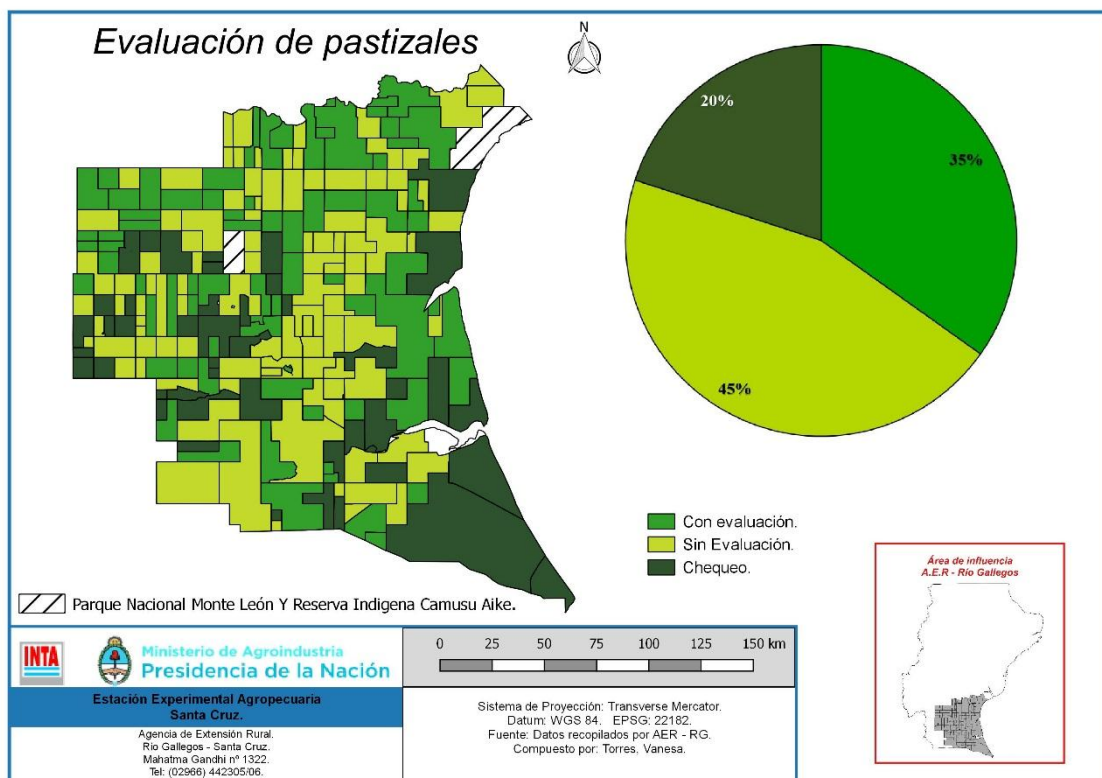 Evaluación de pastizales
N
20%
35%
45%
Con evaluación.
Sin Evaluación.
Chequeo.
Parque Nacional Monte León Y Reserva Indigena Camusu Aike.
Área de influencia
A.E.R - Río Gallegos
INTA
Ministerio de Agroindustria
Presidencia de la Nación
Estación Experimental Agropecuaria
Santa Cruz.
Agencia de Extensión Rural.
Rio Gallegos - Santa Cruz.
Mahatma Gandhi nº 1322.
Tel: (02966) 442305/06.
0 25 50 75 100 125 150 km
Sistema de Proyección: Transverse Mercator.
Datum: WGS 84. EPSG: 22182.
Fuente: Datos recopilados por AER - RG.
Compuesto por: Torres, Vanesa.